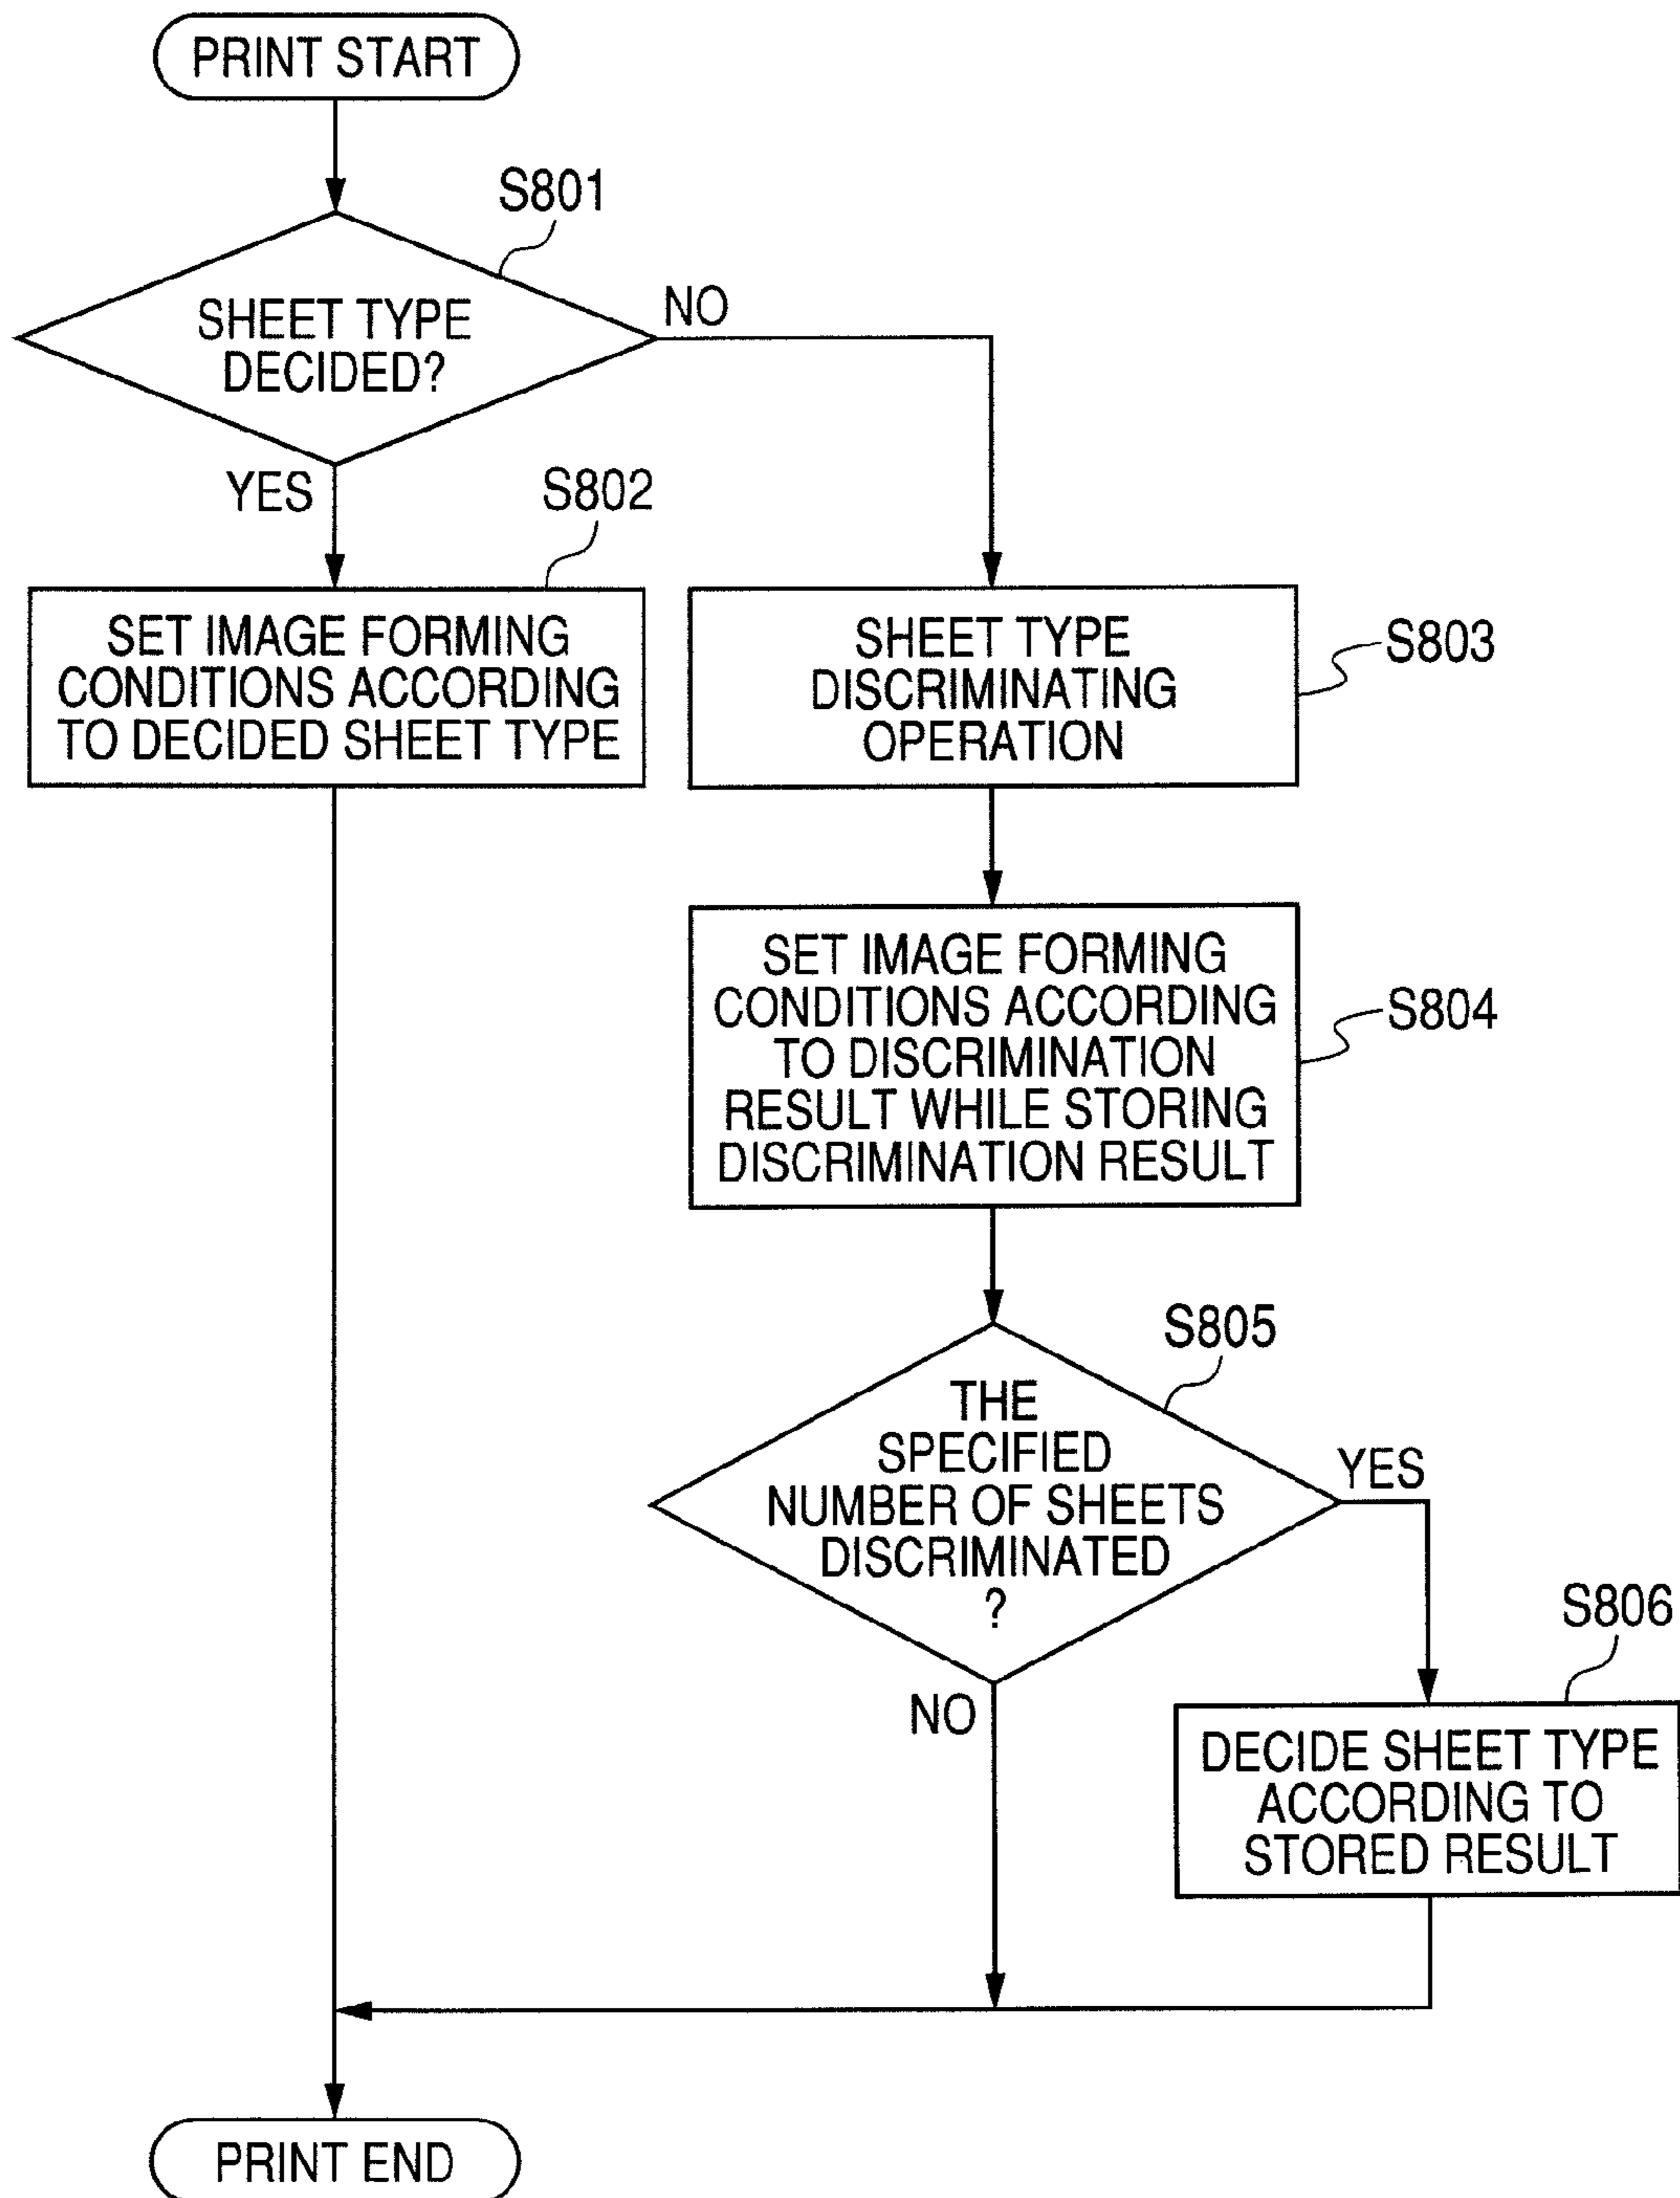 PRINT START
S801
SHEET TYPE
DECIDED?
NO
YES
S802
SET IMAGE FORMING
CONDITIONS ACCORDING
TO DECIDED SHEET TYPE
SHEET TYPE
DISCRIMINATING
OPERATION
S803
SET IMAGE FORMING
CONDITIONS ACCORDING
TO DISCRIMINATION
RESULT WHILE STORING
DISCRIMINATION RESULT
S804
S805
THE
SPECIFIED
NUMBER OF SHEETS
DISCRIMINATED
?
YES
NO
S806
DECIDE SHEET TYPE
ACCORDING TO
STORED RESULT
PRINT END